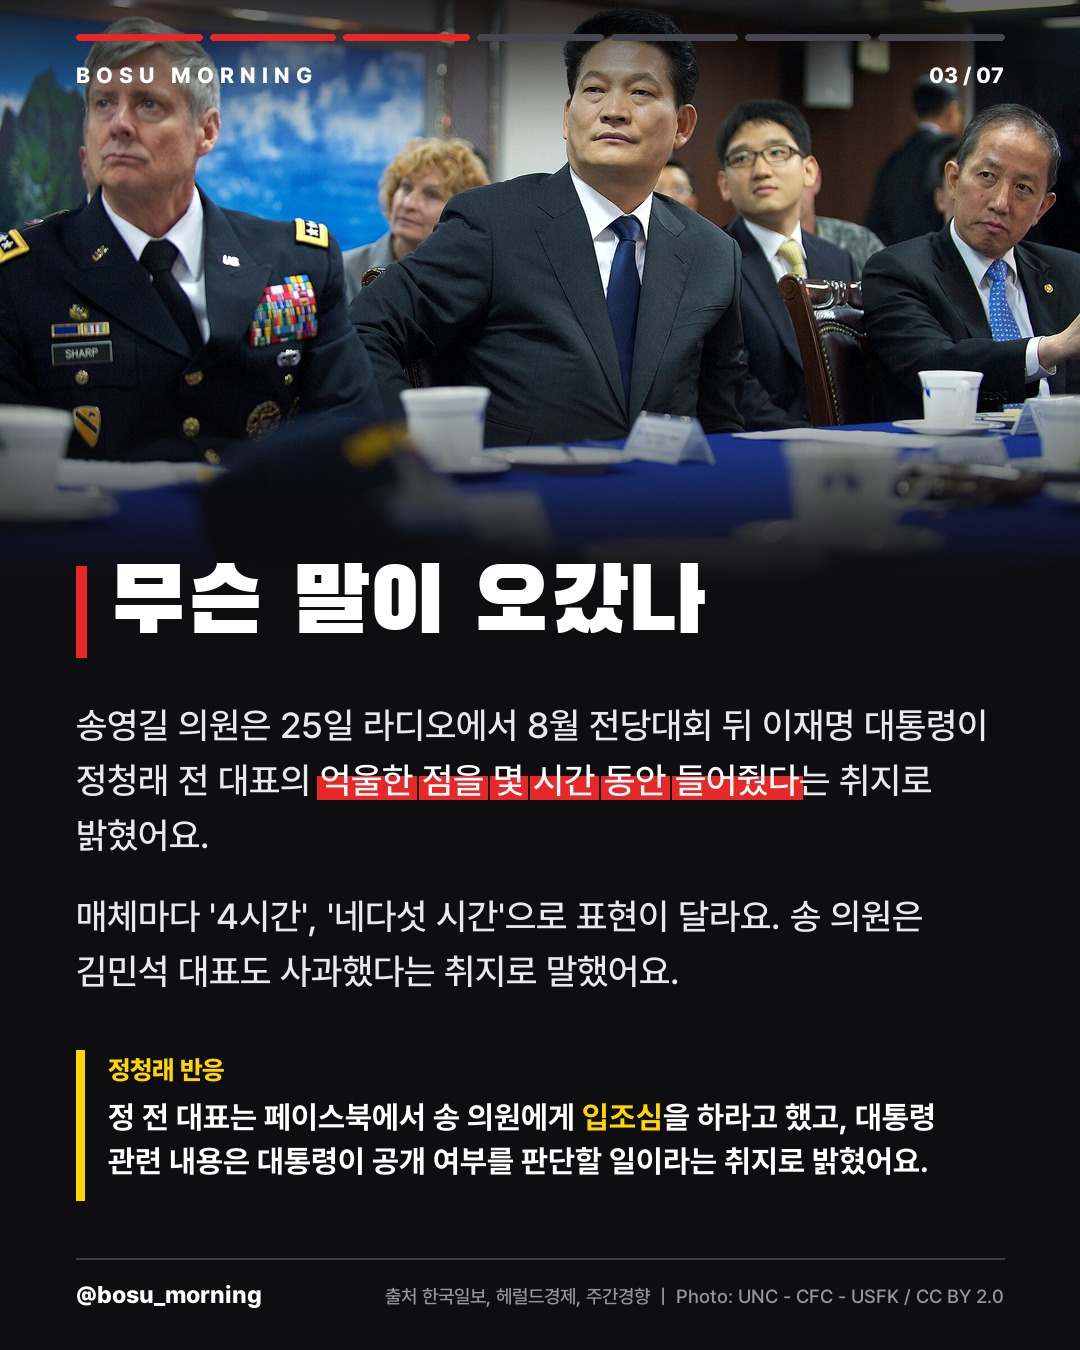 BOSU MORNING
03 / 07
US
SHARP
무슨 말이 오갔나
송영길 의원은 25일 라디오에서 8월 전당대회 뒤 이재명 대통령이
정청래 전 대표의 억울한 점을 몇 시간 동안 들어줬다는 취지로
밝혔어요.
매체마다 '4시간', '네다섯 시간'으로 표현이 달라요. 송 의원은
김민석 대표도 사과했다는 취지로 말했어요.
정청래 반응
정 전 대표는 페이스북에서 송 의원에게 입조심을 하라고 했고, 대통령
관련 내용은 대통령이 공개 여부를 판단할 일이라는 취지로 밝혔어요.
@bosu_morning
출처 한국일보, 헤럴드경제, 주간경향 | Photo: UNC - CFC - USFK / CC BY 2.0